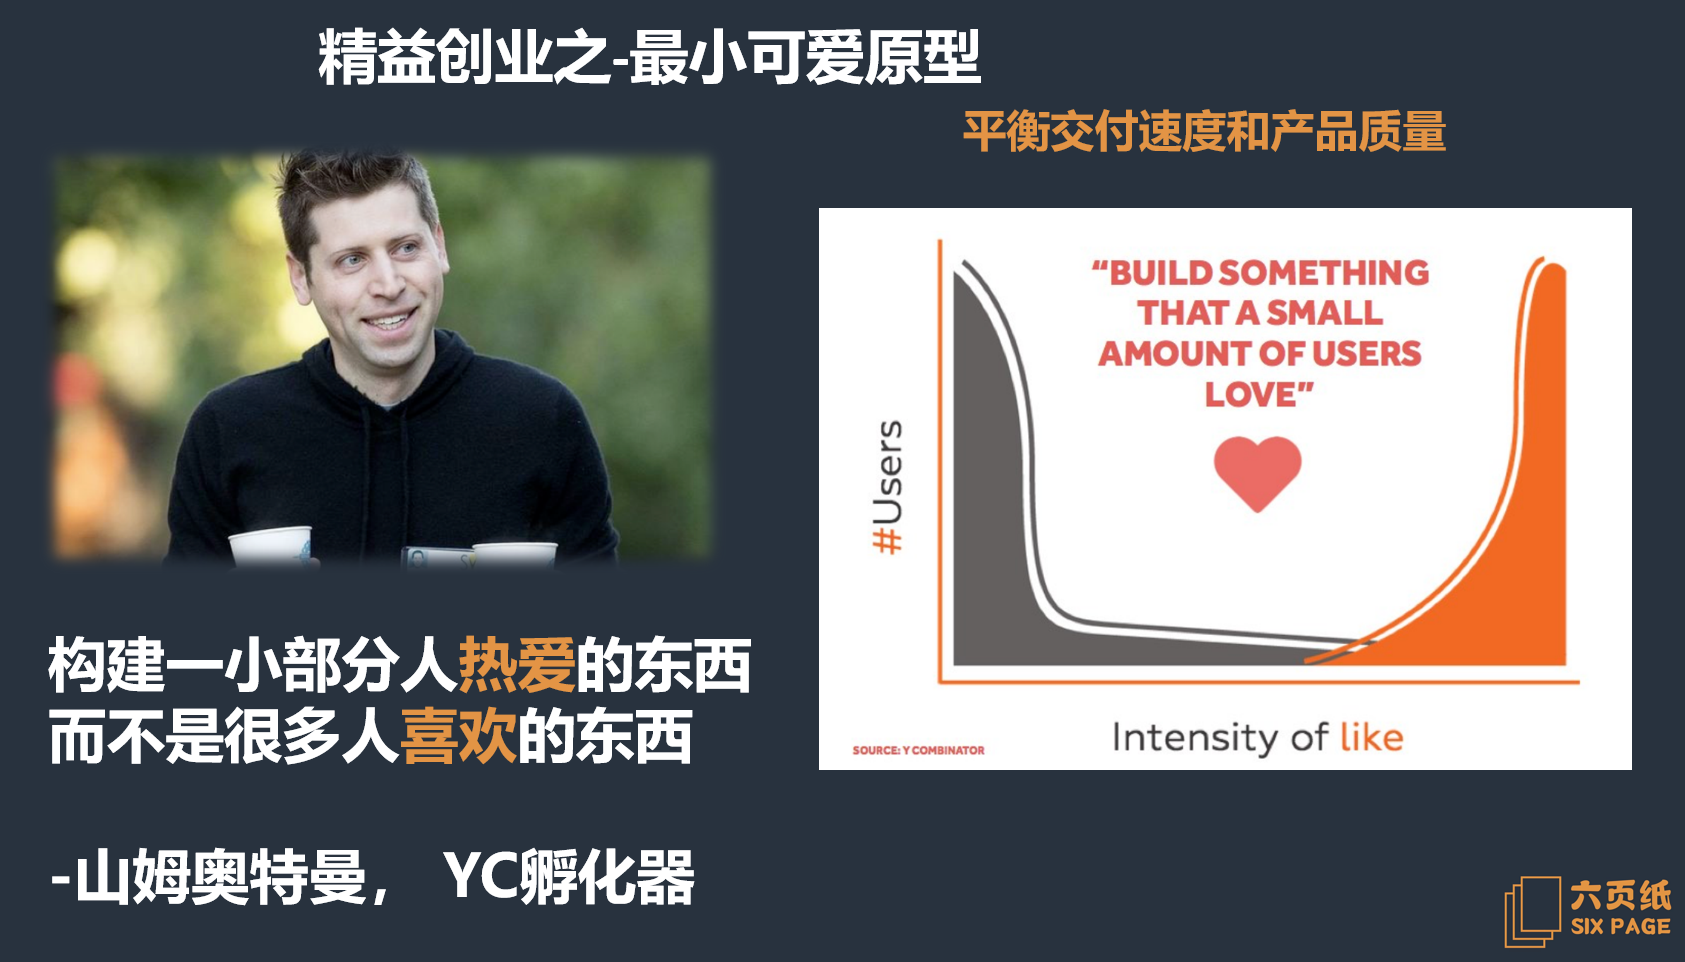 精益创业之-最小可爱原型
平衡交付速度和产品质量
构建一小部分人热爱的东西
而不是很多人喜欢的东西
-山姆奥特曼， YC孵化器
“BUILD SOMETHING
THAT A SMALL
AMOUNT OF USERS
LOVE”
#Users
Intensity of like
SOURCE: Y COMBINATOR
六页纸
SIX PAGE